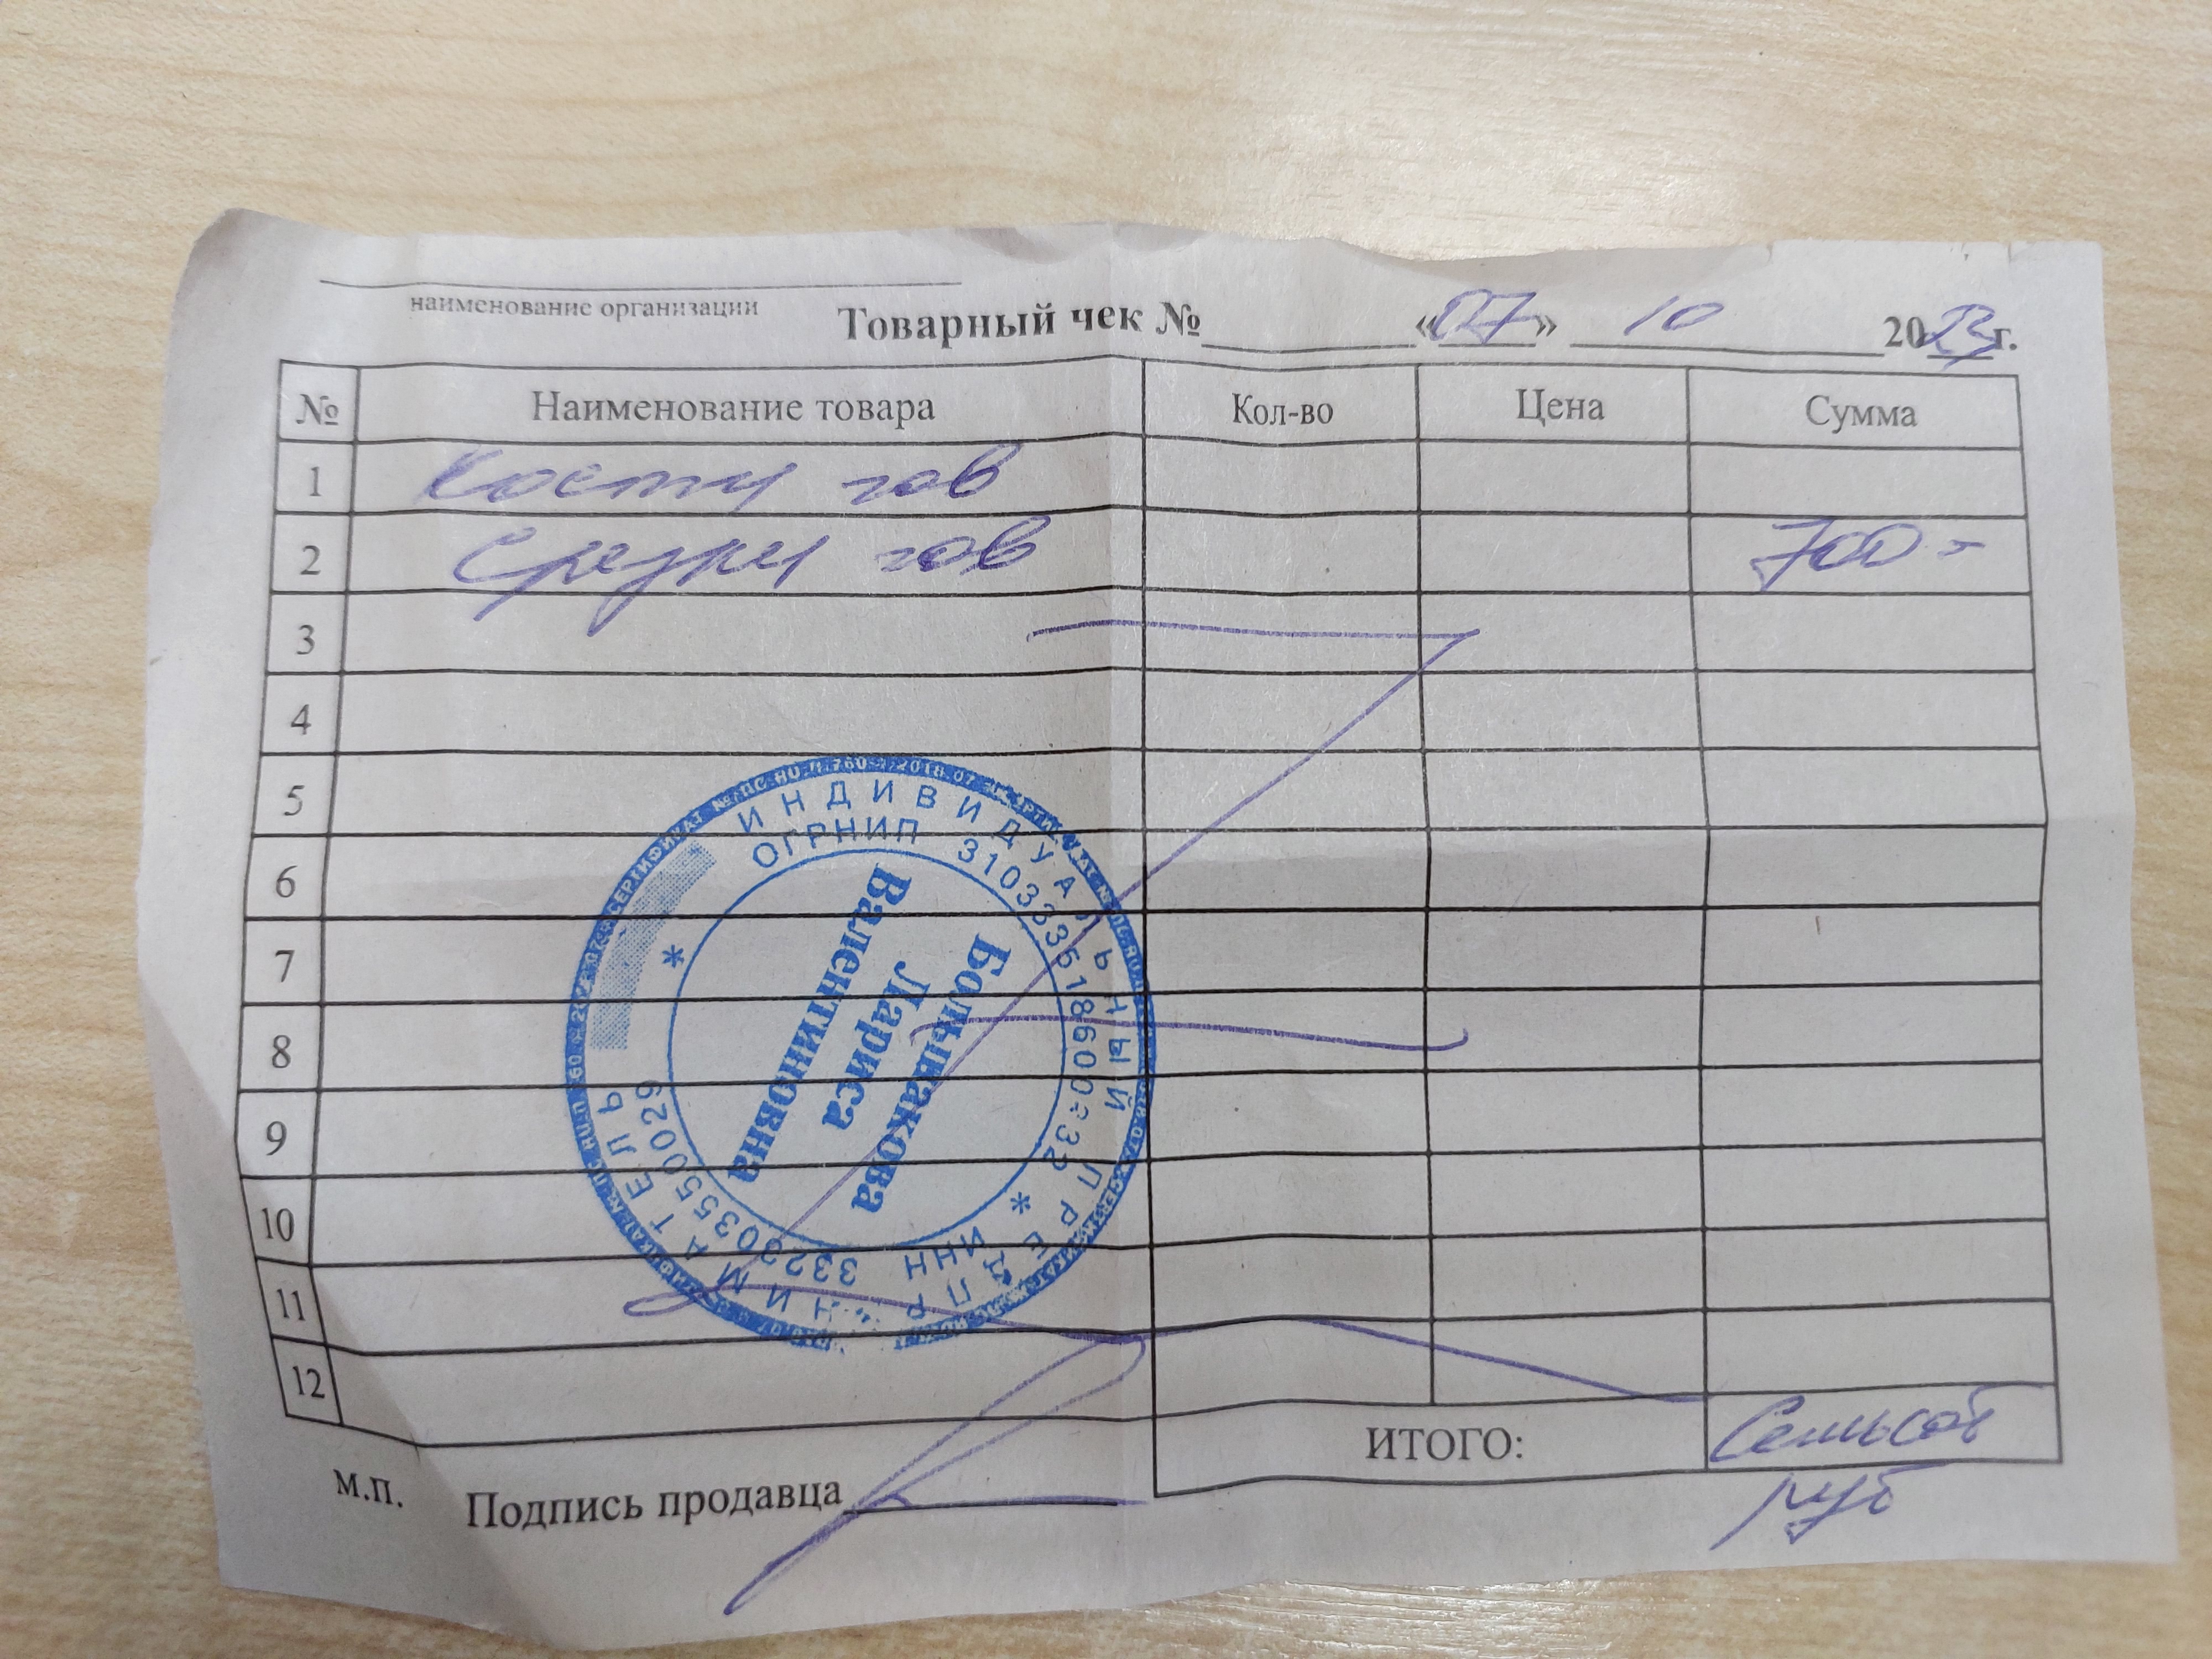 наименование организации
Товарный чек № «07» 10 2023г.
№ Наименование товара Кол-во Цена Сумма
1 Кости гов
2 Срезки гов 700=
3
4
5
6
7
8
9
10
11
12
ИТОГО: Семьсот
руб
м.п. Подпись продавца
ИНДИВИДУАЛЬНЫЙ ПРЕДПРИНИМАТЕЛЬ
ОГРНИП
ИНН 332303550029
Большакова
Лариса
Валентиновна